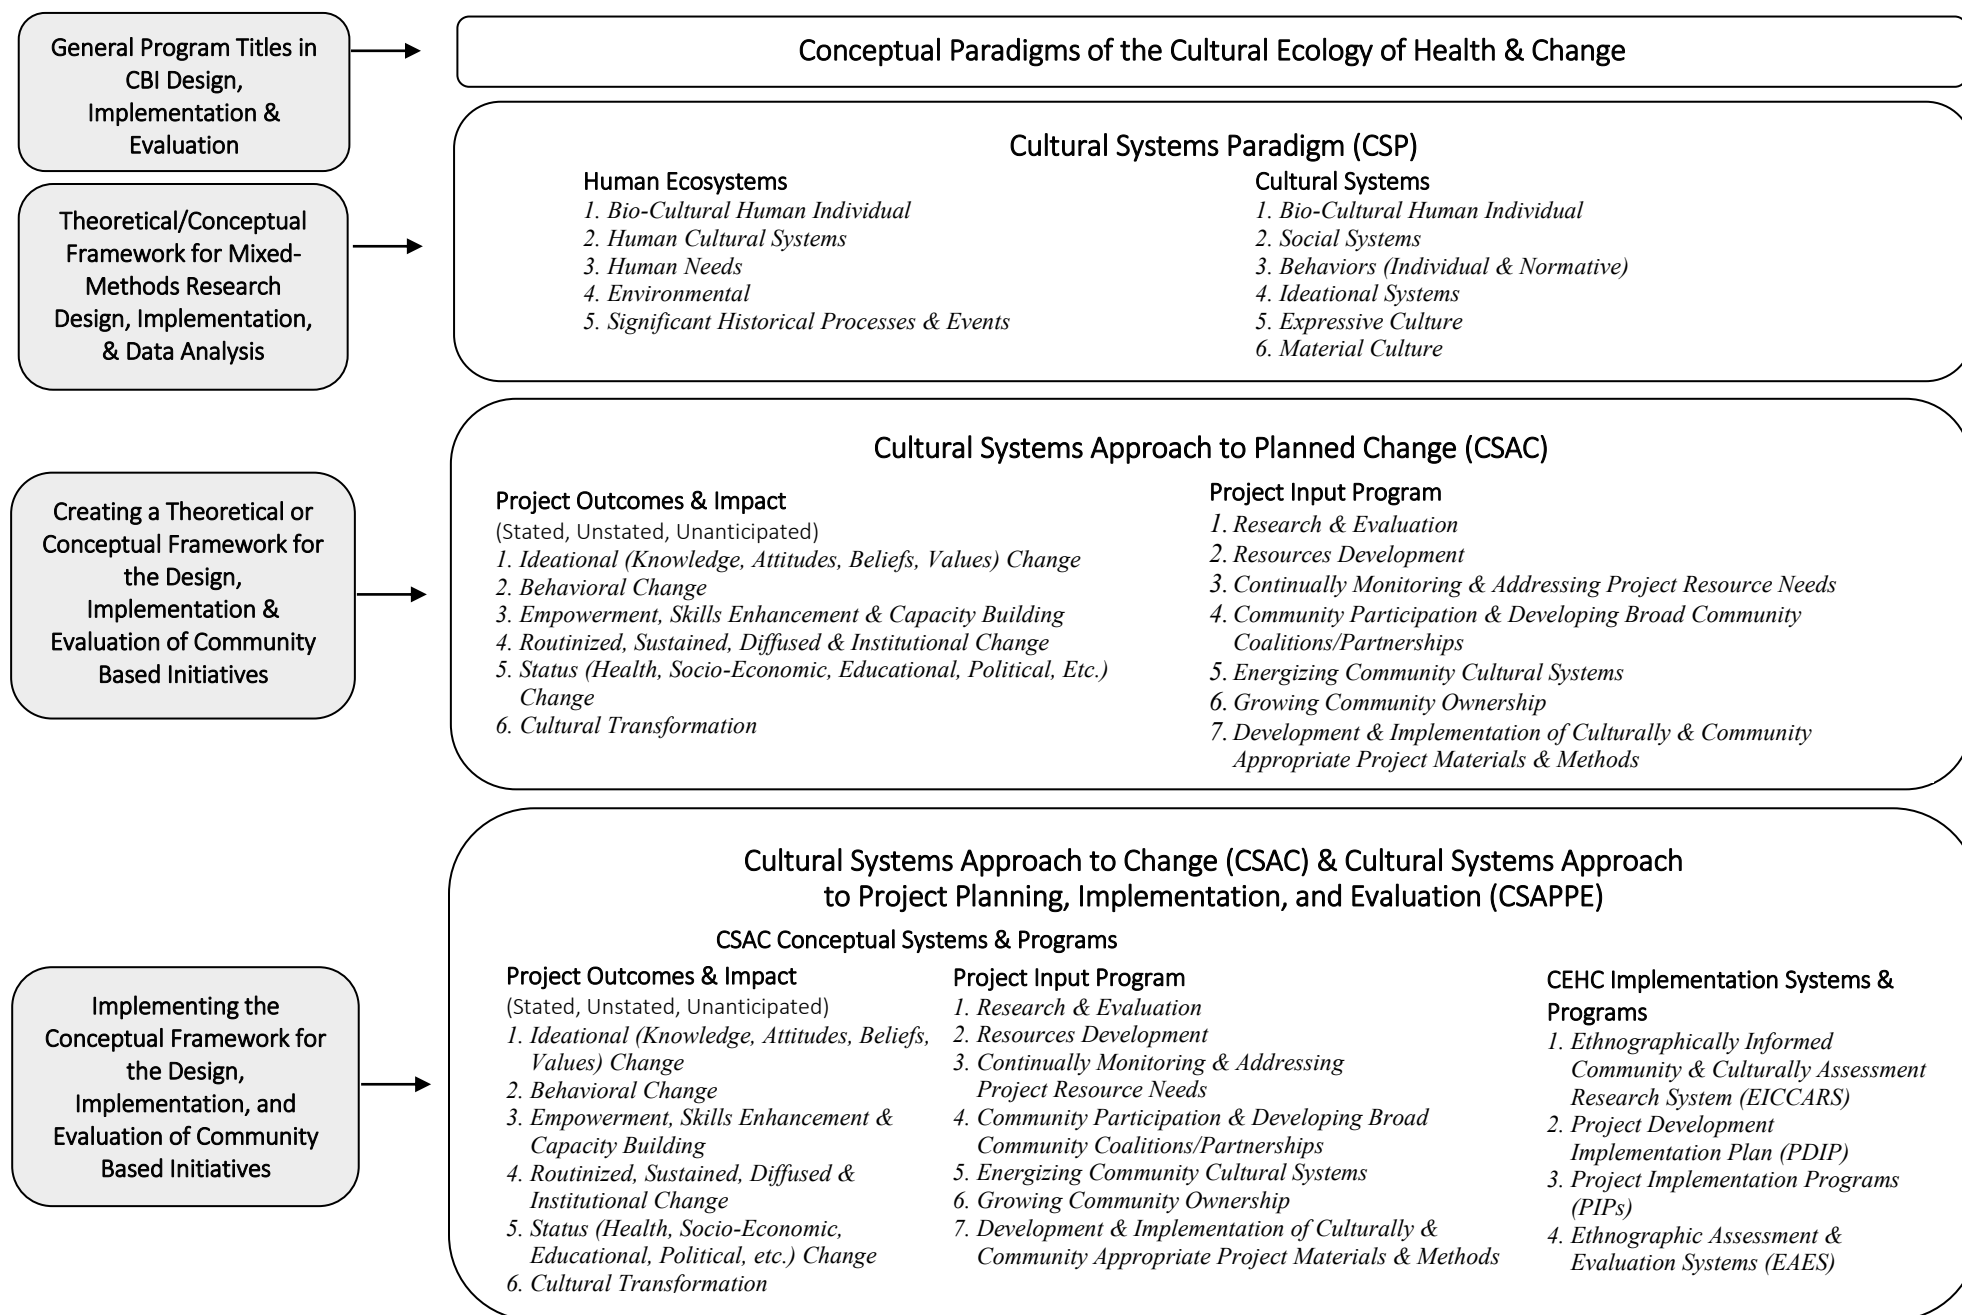 General Program Titles in
CBI Design,
Implementation &
Evaluation
Conceptual Paradigms of the Cultural Ecology of Health & Change
Theoretical/Conceptual
Framework for Mixed-
Methods Research
Design, Implementation,
& Data Analysis
Cultural Systems Paradigm (CSP)
Human Ecosystems
1. Bio-Cultural Human Individual
2. Human Cultural Systems
3. Human Needs
4. Environmental
5. Significant Historical Processes & Events
Cultural Systems
1. Bio-Cultural Human Individual
2. Social Systems
3. Behaviors (Individual & Normative)
4. Ideational Systems
5. Expressive Culture
6. Material Culture
Creating a Theoretical or
Conceptual Framework for
the Design,
Implementation &
Evaluation of Community
Based Initiatives
Cultural Systems Approach to Planned Change (CSAC)
Project Outcomes & Impact
(Stated, Unstated, Unanticipated)
1. Ideational (Knowledge, Attitudes, Beliefs, Values) Change
2. Behavioral Change
3. Empowerment, Skills Enhancement & Capacity Building
4. Routinized, Sustained, Diffused & Institutional Change
5. Status (Health, Socio-Economic, Educational, Political, Etc.)
Change
6. Cultural Transformation
Project Input Program
1. Research & Evaluation
2. Resources Development
3. Continually Monitoring & Addressing Project Resource Needs
4. Community Participation & Developing Broad Community
Coalitions/Partnerships
5. Energizing Community Cultural Systems
6. Growing Community Ownership
7. Development & Implementation of Culturally & Community
Appropriate Project Materials & Methods
Implementing the
Conceptual Framework for
the Design,
Implementation, and
Evaluation of Community
Based Initiatives
Cultural Systems Approach to Change (CSAC) & Cultural Systems Approach
to Project Planning, Implementation, and Evaluation (CSAPPE)
CSAC Conceptual Systems & Programs
Project Outcomes & Impact
(Stated, Unstated, Unanticipated)
1. Ideational (Knowledge, Attitudes, Beliefs,
Values) Change
2. Behavioral Change
3. Empowerment, Skills Enhancement &
Capacity Building
4. Routinized, Sustained, Diffused &
Institutional Change
5. Status (Health, Socio-Economic,
Educational, Political, etc.) Change
6. Cultural Transformation
Project Input Program
1. Research & Evaluation
2. Resources Development
3. Continually Monitoring & Addressing
Project Resource Needs
4. Community Participation & Developing Broad
Community Coalitions/Partnerships
5. Energizing Community Cultural Systems
6. Growing Community Ownership
7. Development & Implementation of Culturally &
Community Appropriate Project Materials & Methods
CEHC Implementation Systems &
Programs
1. Ethnographically Informed
Community & Culturally Assessment
Research System (EICCARS)
2. Project Development
Implementation Plan (PDIP)
3. Project Implementation Programs
(PIPs)
4. Ethnographic Assessment &
Evaluation Systems (EAES)